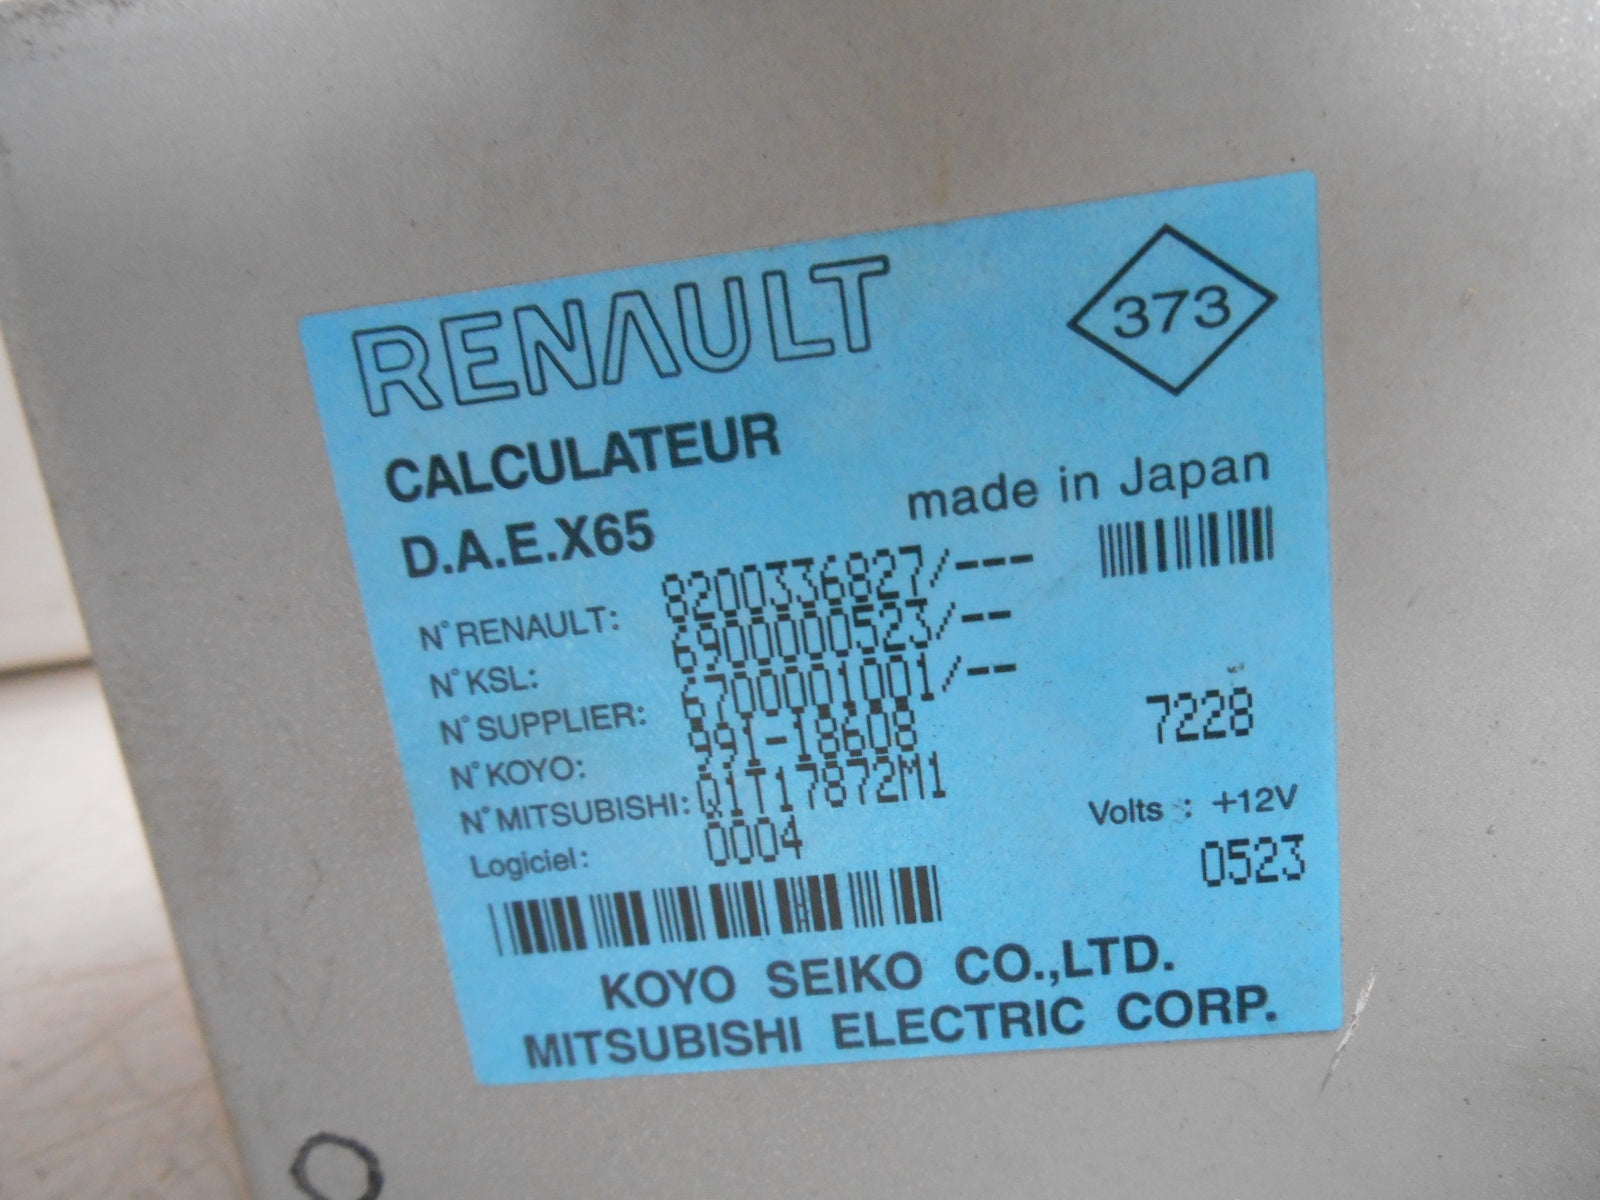 RENAULT
373
CALCULATEUR
D.A.E.X65
made in Japan
N° RENAULT: 8200336827/---
N° KSL: 6900000523/--
N° SUPPLIER: 6700001001/--
N° KOYO: 991-18608
7228
N° MITSUBISHI: Q1T17872M1
Volts : +12V
Logiciel: 0004
0523
KOYO SEIKO CO.,LTD.
MITSUBISHI ELECTRIC CORP.